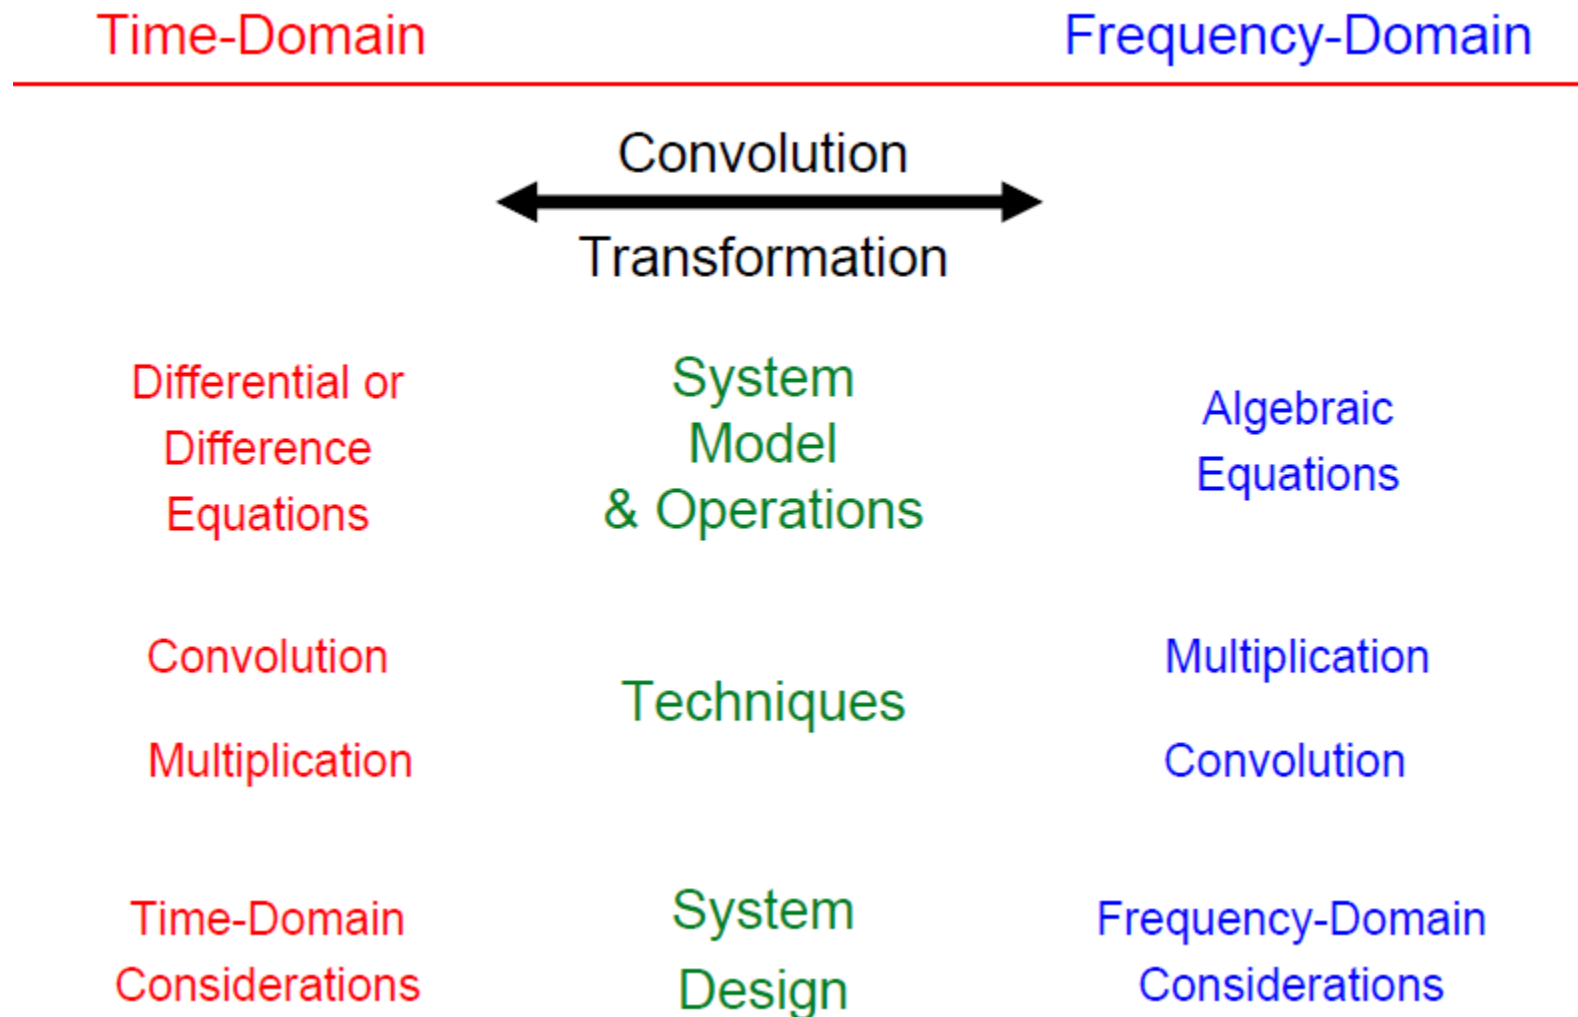 Time-Domain
Frequency-Domain
Convolution
Transformation
Differential or
Difference
Equations
System
Model
& Operations
Algebraic
Equations
Convolution
Multiplication
Techniques
Multiplication
Convolution
Time-Domain
Considerations
System
Design
Frequency-Domain
Considerations